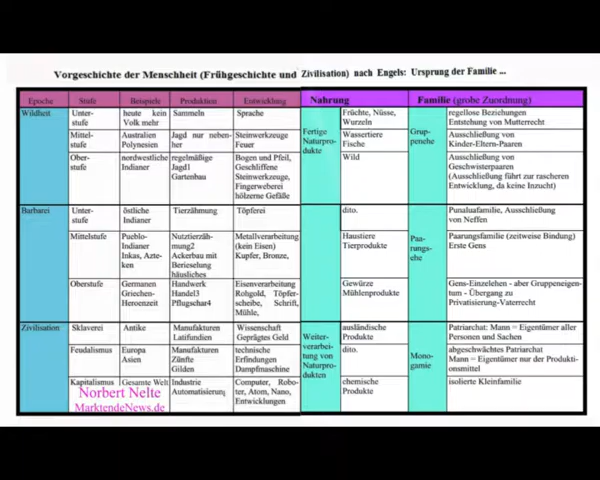 Vorgeschichte der Menschheit (Frühgeschichte und Zivilisation) nach Engels: Ursprung der Familie ...
Epoche Stufe Beispiele Produktion Entwicklung Nahrung Familie (grobe Zuordnung)
Wildheit
Unter-
stufe
heute kein
Volk mehr
Sammeln
Sprache
Fertige
Naturpro-
dukte
Früchte, Nüsse,
Wurzeln
Grup-
penehe
regellose Beziehungen
Entstehung von Mutterrecht
Mittel-
stufe
Australien
Polynesien
Jagd nur neben-
her
Steinwerkzeuge
Feuer
Wassertiere
Fische
Ausschließung von
Kinder-Eltern-Paaren
Ober-
stufe
nordwestliche
Indianer
regelmäßige
Jagd1
Gartenbau
Bogen und Pfeil,
Geschliffene
Steinwerkzeuge,
Fingerweberei
hölzerne Gefäße
Wild
Ausschließung von
Geschwisterpaaren
(Ausschließung führt zur rascheren
Entwicklung, da keine Inzucht)
Barbarei
Unter-
stufe
östliche
Indianer
Tierzähmung
Töpferei
dito.
Paa-
rungs-
ehe
Punaluafamilie, Ausschließung
von Neffen
Mittelstufe
Pueblo-
Indianer
Inkas, Azte-
ken
Nutztierzäh-
mung2
Ackerbau mit
Berieselung
häusliches
Metallverarbeitung
(kein Eisen)
Kupfer, Bronze,
Haustiere
Tierprodukte
Paarungsfamilie (zeitweise Bindung)
Erste Gens
Oberstufe
Germanen
Griechen-
Heroenzeit
Handwerk
Handel3
Pflugschar4
Eisenverarbeitung
Rohgold, Töpfer-
scheibe, Schrift,
Mühle,
Gewürze
Mühlenprodukte
Gens-Einzelehen - aber Gruppeneigen-
tum - Übergang zu
Privatisierung-Vaterrecht
Zivilisation
Sklaverei
Antike
Manufakturen
Latifundien
Wissenschaft
Geprägtes Geld
Weiter-
verarbei-
tung von
Naturpro-
dukten
ausländische
Produkte
Mono-
gamie
Patriarchat: Mann = Eigentümer aller
Personen und Sachen
Feudalismus
Europa
Asien
Manufakturen
Zünfte
Gilden
technische
Erfindungen
Dampfmaschine
dito.
abgeschwächtes Patriarchat
Mann = Eigentümer nur der Produkti-
onsmittel
Kapitalismus
Gesamte Welt
Industrie
Automatisierung
Computer, Robo-
ter, Atom, Nano,
Entwicklungen
chemische
Produkte
isolierte Kleinfamilie
Norbert Nelte
MarktendeNews.de